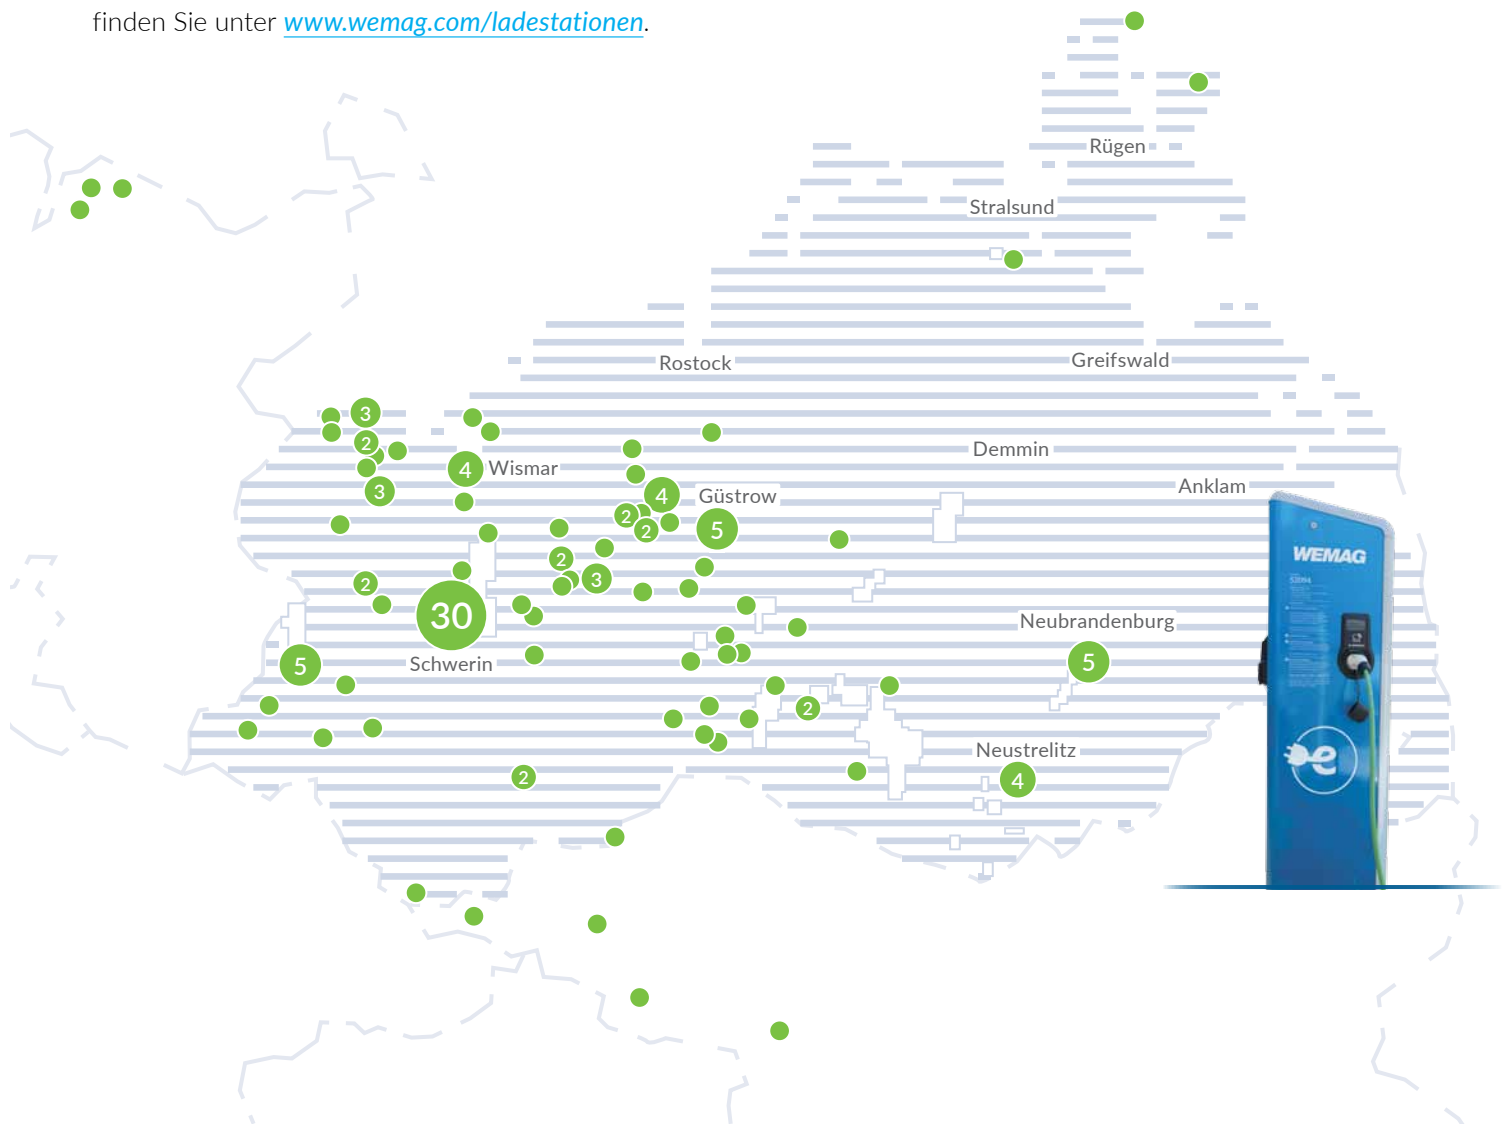 finden Sie unter www.wemag.com/ladestationen.
Rügen
Stralsund
Rostock
Greifswald
3
2
Demmin
4 Wismar
3
Anklam
4
Güstrow
2
2
5
WEMAG
2
3
2
30
Neubrandenburg
Schwerin
5
5
2
Neustrelitz
2
4
e